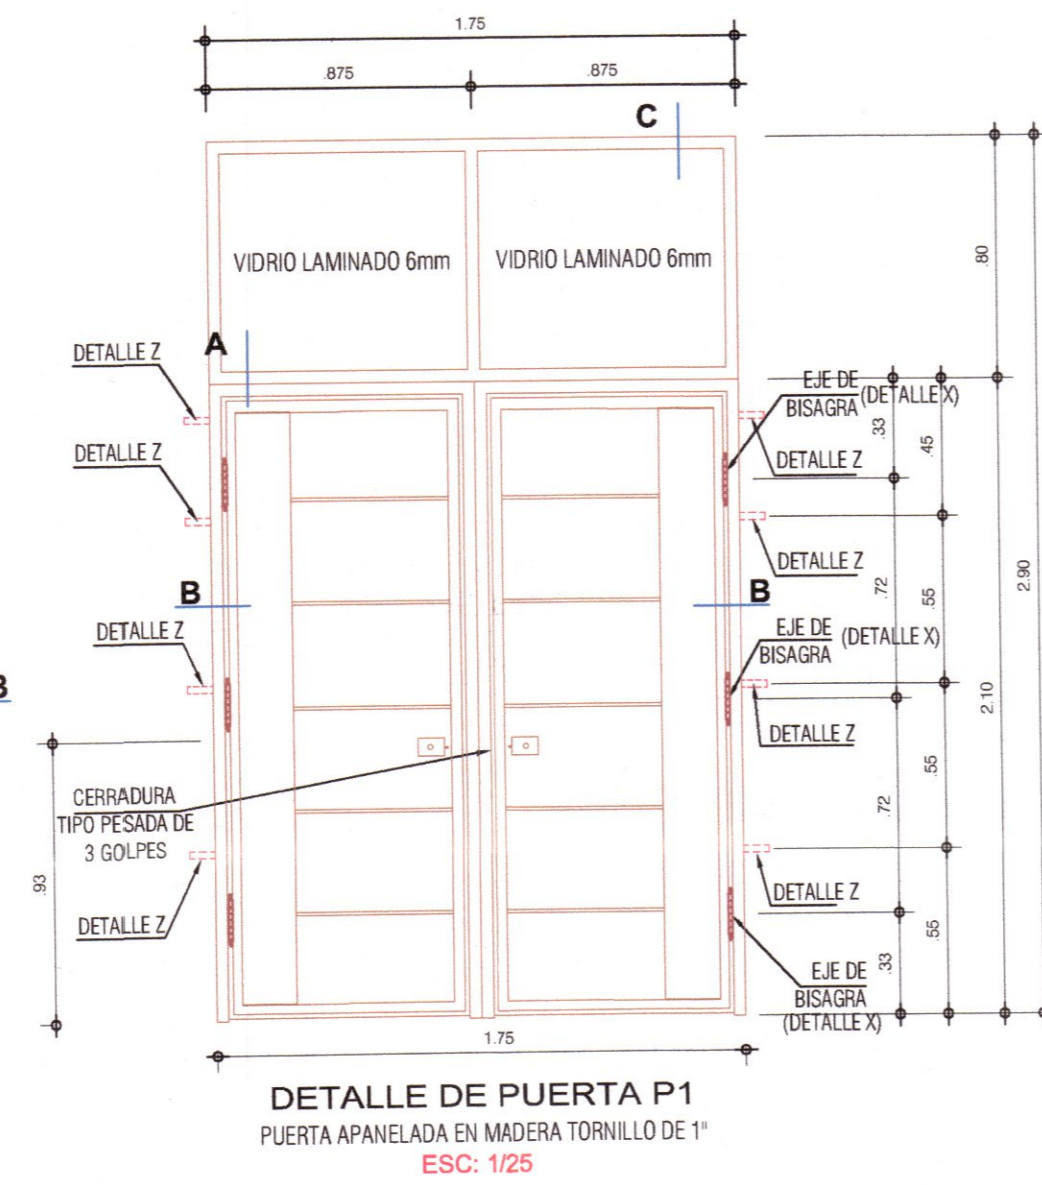 1.75
.875
.875
C
VIDRIO LAMINADO 6mm
VIDRIO LAMINADO 6mm
.80
A
DETALLE Z
EJE DE
BISAGRA
(DETALLE X)
.33
.45
DETALLE Z
DETALLE Z
DETALLE Z
B
B
.72
.55
2.90
DETALLE Z
EJE DE
BISAGRA
(DETALLE X)
2.10
DETALLE Z
.55
CERRADURA
TIPO PESADA DE
3 GOLPES
.72
.93
DETALLE Z
DETALLE Z
.55
.33
EJE DE
BISAGRA
(DETALLE X)
1.75
DETALLE DE PUERTA P1
PUERTA APANELADA EN MADERA TORNILLO DE 1"
ESC: 1/25